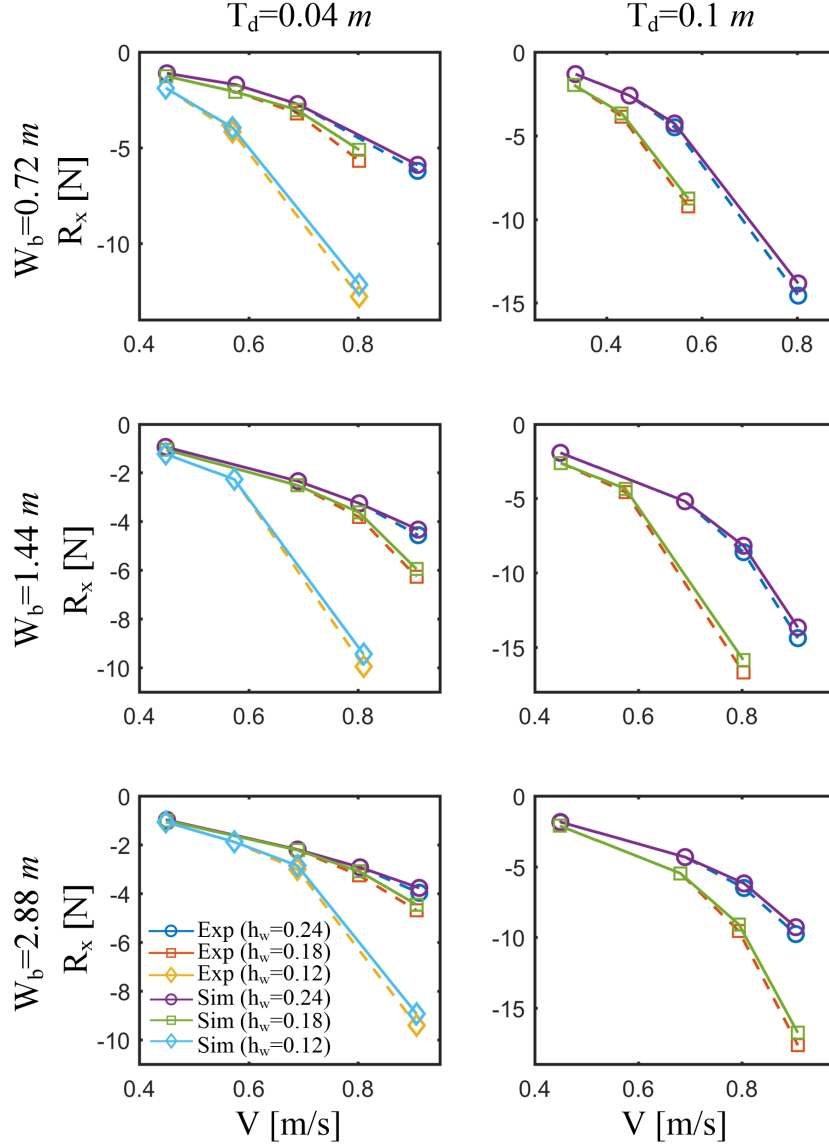 T_d=0.04 m
T_d=0.1 m
W_b=0.72 m
R_x [N]
0
-5
-10
0.4
0.6
0.8
0
-5
-10
-15
0.4
0.6
0.8
W_b=1.44 m
R_x [N]
0
-2
-4
-6
-8
-10
0.4
0.6
0.8
0
-5
-10
-15
0.4
0.6
0.8
W_b=2.88 m
R_x [N]
0
-2
-4
-6
-8
-10
Exp (h_w=0.24)
Exp (h_w=0.18)
Exp (h_w=0.12)
Sim (h_w=0.24)
Sim (h_w=0.18)
Sim (h_w=0.12)
0.4
0.6
0.8
V [m/s]
0
-5
-10
-15
0.4
0.6
0.8
V [m/s]